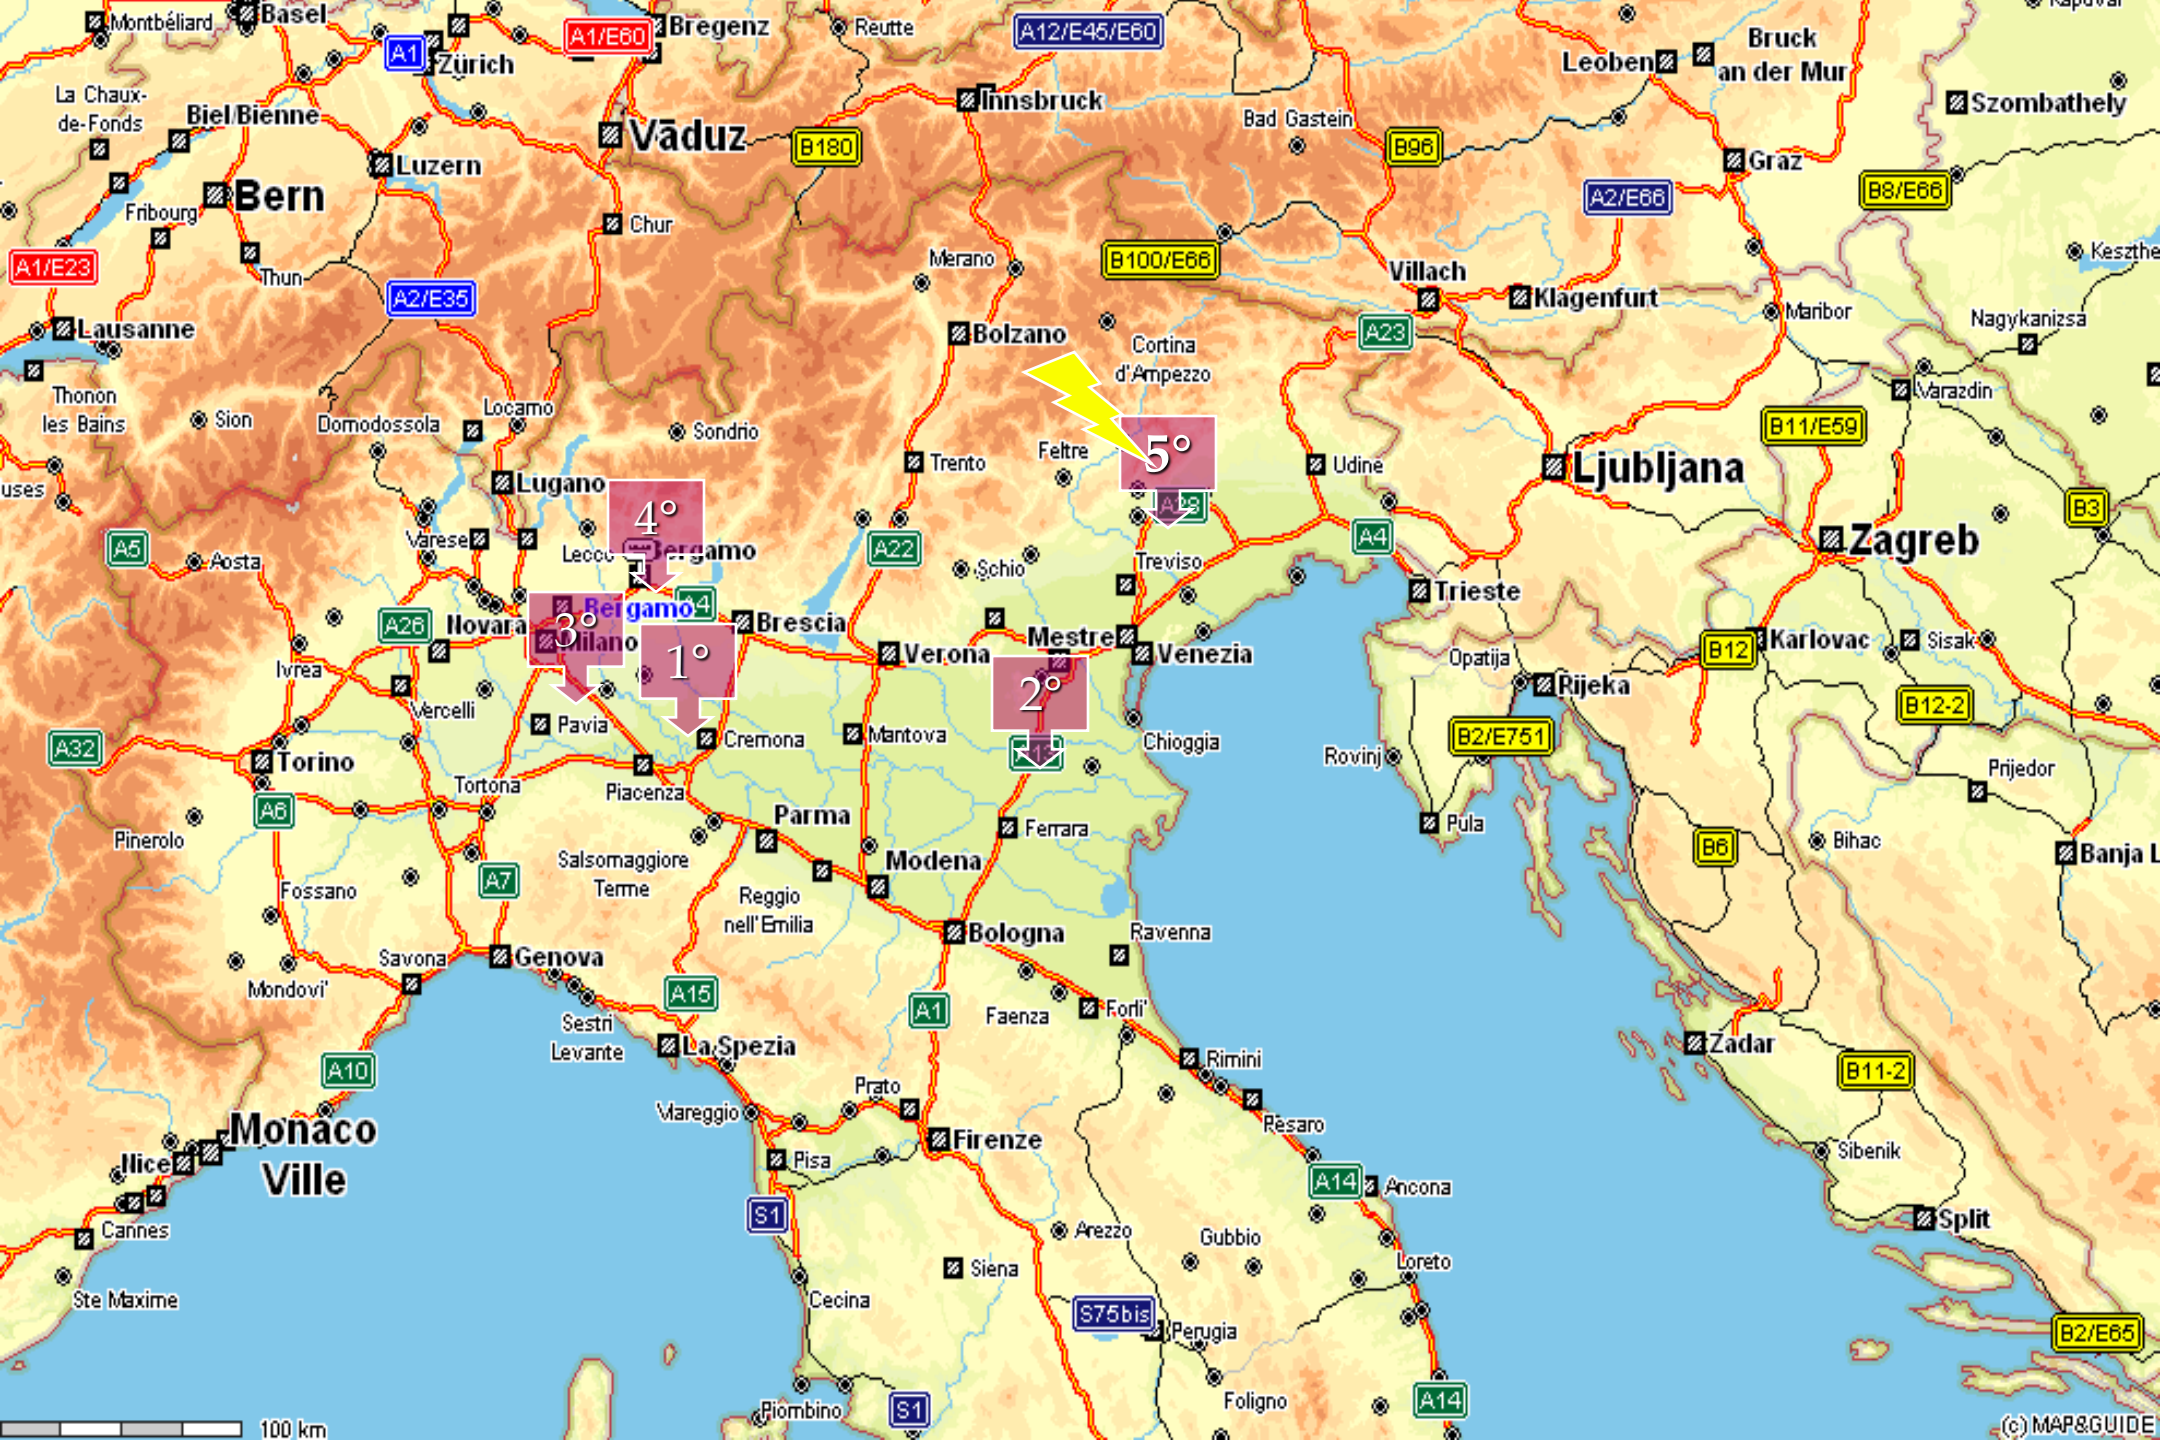 Montbéliard
Basel
A1/E60
Bregenz
Reutte
A12/E45/E60
Bruck
an der Mur
Leoben
A1
Zürich
La Chaux-
de-Fonds
Biel/Bienne
Innsbruck
Szombathely
Vāduz
B180
Bad Gastein
B96
Graz
Luzern
Bern
Fribourg
Chur
A2/E66
B8/E66
A1/E23
Thun
A2/E35
Merano
B100/E66
Villach
Klagenfurt
Keszthe
Lausanne
Bolzano
A23
Maribor
Nagykanizsa
Thonon
les Bains
Cortina
d'Ampezzo
Varazdin
Sion
Domodossola
Locarno
Sondrio
Feltre
5°
B11/E59
Trento
Udine
Ljubljana
uses
Lugano
4°
A28
B3
A5
Aosta
Varese
Lecco
Bergamo
A22
Schio
Treviso
A4
Zagreb
Trieste
A26
Novara
Bergamo
A4
3°
Milano
1°
Brescia
Verona
Mestre
Venezia
Opatija
B12
Karlovac
Sisak
Ivrea
Vercelli
Pavia
2°
Rijeka
B12-2
A32
Torino
Cremona
Mantova
A13
Chioggia
Rovinj
B2/E751
Prijedor
Tortona
Piacenza
A6
Parma
Ferrara
Pula
Pinerolo
Salsomaggiore
Terme
Modena
B6
Bihac
Banja L
Fossano
A7
Reggio
nell'Emilia
Bologna
Ravenna
Savona
Genova
Mondovi'
A15
A1
Faenza
Forli'
Sestri
Levante
La Spezia
Rimini
Zadar
A10
Prato
B11-2
Monaco
Ville
Viareggio
Firenze
Pesaro
Nice
Pisa
Sibenik
A14
Ancona
Cannes
S1
Arezzo
Gubbio
Split
Siena
Loreto
Ste Maxime
Cecina
S75bis
Perugia
B2/E65
Piombino
S1
Foligno
A14
100 km
(c) MAP&GUIDE